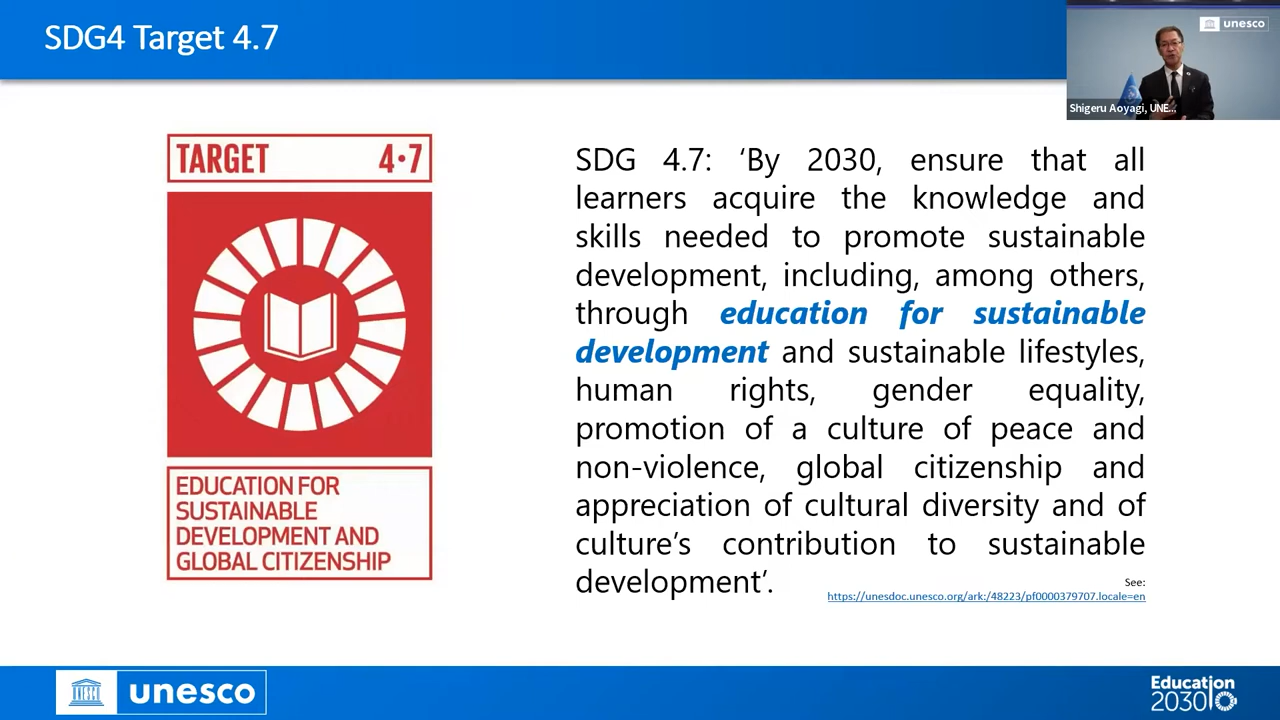 SDG4 Target 4.7
unesco
Shigeru Aoyagi, UNE...
TARGET 4•7
EDUCATION FOR
SUSTAINABLE
DEVELOPMENT AND
GLOBAL CITIZENSHIP
SDG 4.7: ‘By 2030, ensure that all
learners acquire the knowledge and
skills needed to promote sustainable
development, including, among others,
through education for sustainable
development and sustainable lifestyles,
human rights, gender equality,
promotion of a culture of peace and
non-violence, global citizenship and
appreciation of cultural diversity and of
culture’s contribution to sustainable
development’.
See:
https://unesdoc.unesco.org/ark:/48223/pf0000379707.locale=en
unesco
Education
2030